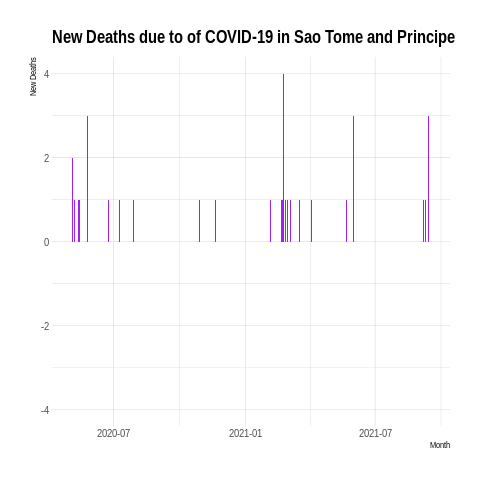 New Deaths due to of COVID-19 in Sao Tome and Principe
New Deaths
4
2
0
-2
-4
2020-07 2021-01 2021-07
Month